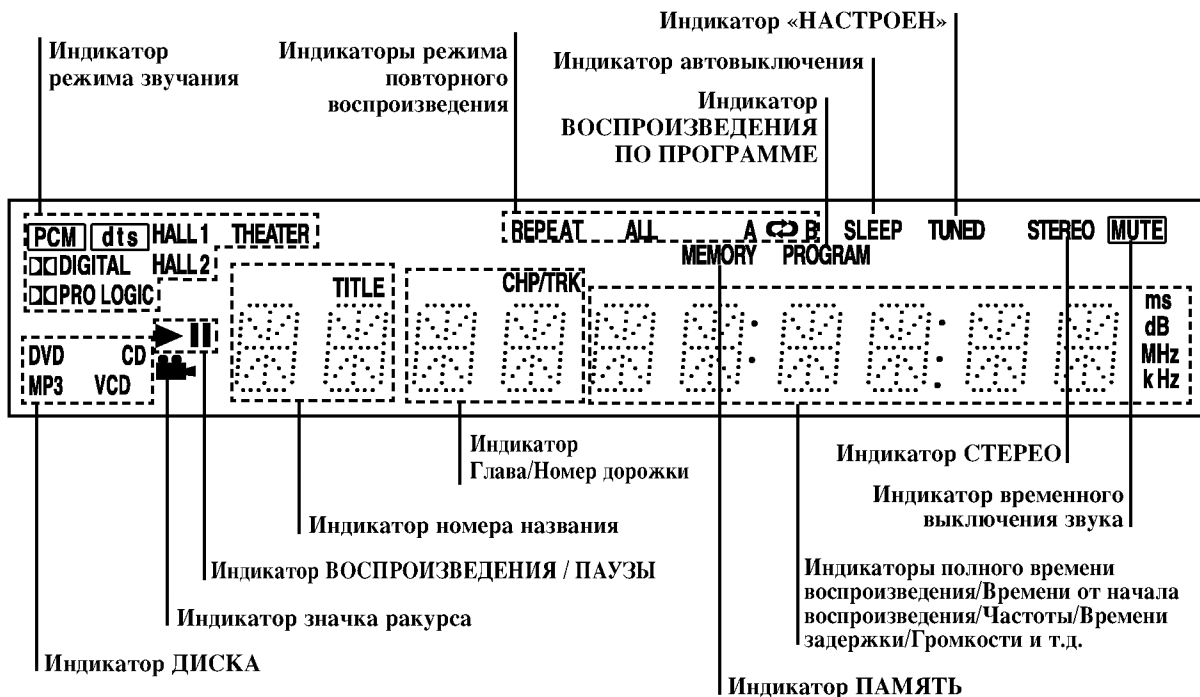 Индикатор «НАСТРОЕН»
Индикатор
режима звучания
Индикаторы режима
повторного
воспроизведения
Индикатор автовыключения
Индикатор
ВОСПРОИЗВЕДЕНИЯ
ПО ПРОГРАММЕ
PCM dts HALL 1 THEATER
REPEAT ALL A B SLEEP TUNED STEREO MUTE
DIGITAL HALL 2
MEMORY PROGRAM
PRO LOGIC
TITLE
CHP/TRK
ms
dB
MHz
kHz
DVD CD
MP3 VCD
Индикатор
Глава/Номер дорожки
Индикатор СТЕРЕО
Индикатор временного
выключения звука
Индикатор номера названия
Индикатор ВОСПРОИЗВЕДЕНИЯ / ПАУЗЫ
Индикаторы полного времени
воспроизведения/Времени от начала
воспроизведения/Частоты/Времени
задержки/Громкости и т.д.
Индикатор значка ракурса
Индикатор ДИСКА
Индикатор ПАМЯТЬ